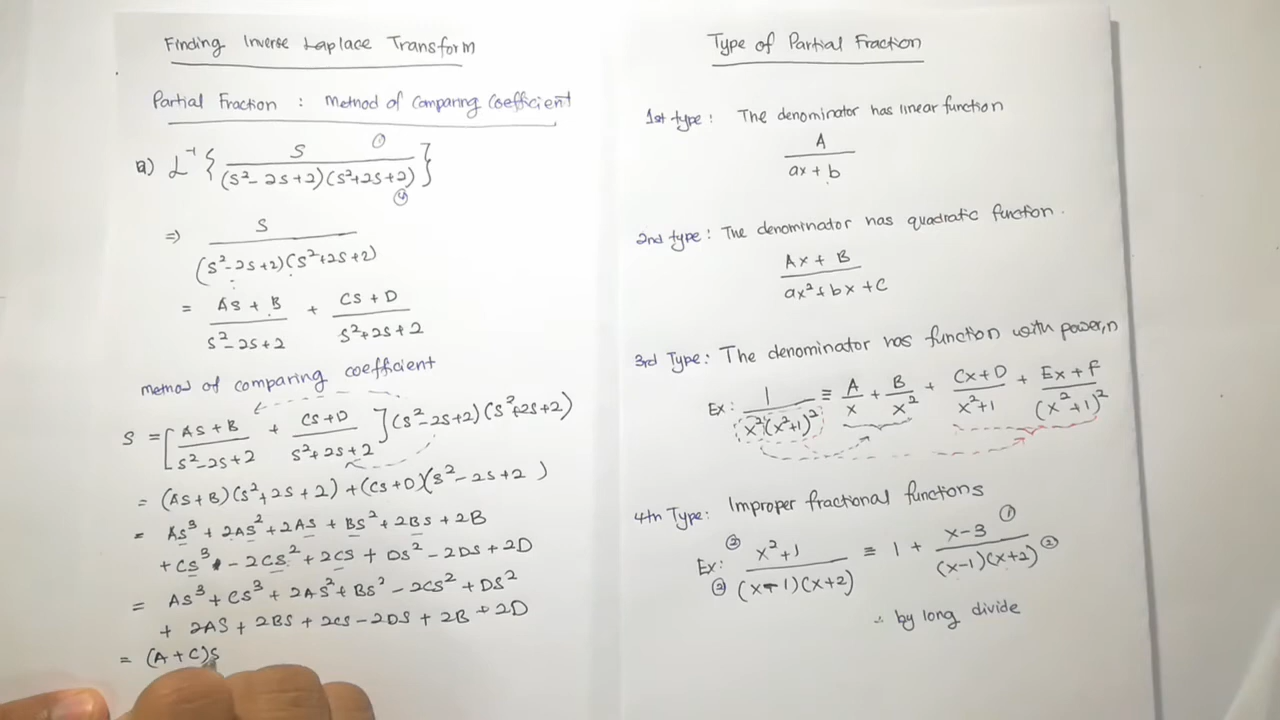 Finding Inverse Laplace Transform
Partial Fraction : Method of Comparing Coefficient
a) L⁻¹ { s ① / (s² - 2s + 2)(s² + 2s + 2) ④ }
=> s / (s² - 2s + 2)(s² + 2s + 2)
= As + B / s² - 2s + 2 + Cs + D / s² + 2s + 2
method of comparing coefficient
s = [ As + B / s² - 2s + 2 + Cs + D / s² + 2s + 2 ] (s² - 2s + 2)(s² + 2s + 2)
= (As + B)(s² + 2s + 2) + (Cs + D)(s² - 2s + 2)
= As³ + 2As² + 2As + Bs² + 2Bs + 2B
+ Cs³ - 2Cs² + 2Cs + Ds² - 2Ds + 2D
= As³ + Cs³ + 2As² + Bs² - 2Cs² + Ds²
+ 2As + 2Bs + 2Cs - 2Ds + 2B + 2D
= (A + C)s
Type of Partial Fraction
1st type : The denominator has linear function
A / ax + b
2nd type : The denominator has quadratic function.
Ax + B / ax² + bx + C
3rd Type : The denominator has function with power, n
Ex : 1 / x²(x² + 1)² ≡ A / x + B / x² + Cx + D / x² + 1 + Ex + F / (x² + 1)²
4th Type : Improper fractional functions
Ex : ② x² + 1 / ② (x - 1)(x + 2) ≡ 1 + x - 3 ① / (x - 1)(x + 2) ②
∴ by long divide